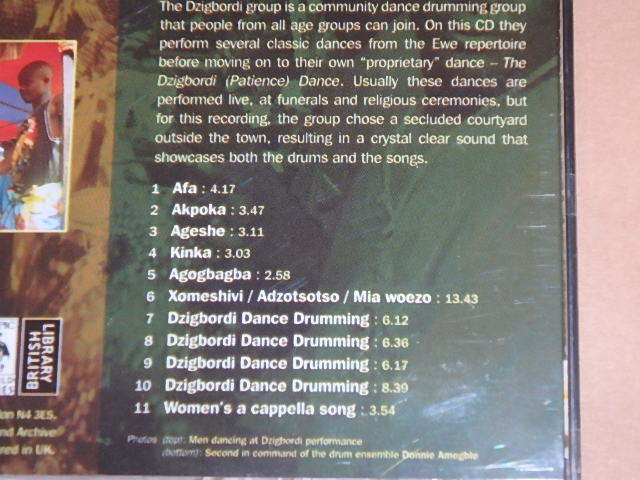 The Dzigbordi group is a community dance drumming group
that people from all age groups can join. On this CD they
perform several classic dances from the Ewe repertoire
before moving on to their own “proprietary” dance – The
Dzigbordi (Patience) Dance. Usually these dances are
performed live, at funerals and religious ceremonies, but
for this recording, the group chose a secluded courtyard
outside the town, resulting in a crystal clear sound that
showcases both the drums and the songs.
1 Afa : 4.17
2 Akpoka : 3.47
3 Ageshe : 3.11
4 Kinka : 3.03
5 Agogbagba : 2.58
6 Xomeshivi / Adzotsotso / Mia woezo : 13.43
7 Dzigbordi Dance Drumming : 6.12
8 Dzigbordi Dance Drumming : 6.36
9 Dzigbordi Dance Drumming : 6.17
10 Dzigbordi Dance Drumming : 8.39
11 Women's a cappella song : 3.54
Photos (top): Men dancing at Dzigbordi performance
(bottom): Second in command of the drum ensemble Donnie Amegble
BRITISH
LIBRARY
on N4 3ES,
nd Archive
red in UK.